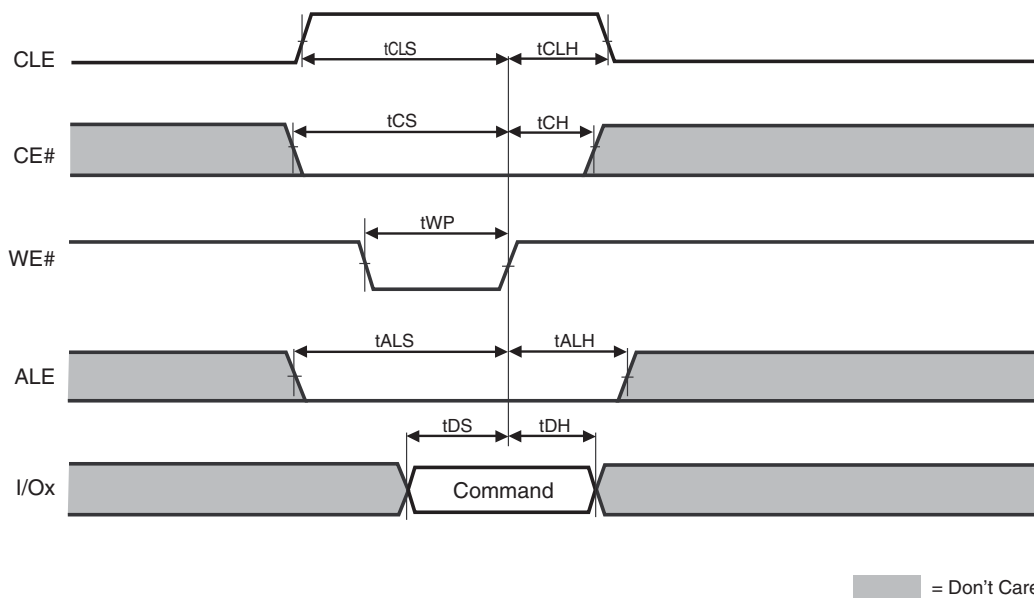 CLE
tCLS
tCLH
CE#
tCS
tCH
WE#
tWP
ALE
tALS
tALH
I/Ox
tDS
tDH
Command
= Don't Care